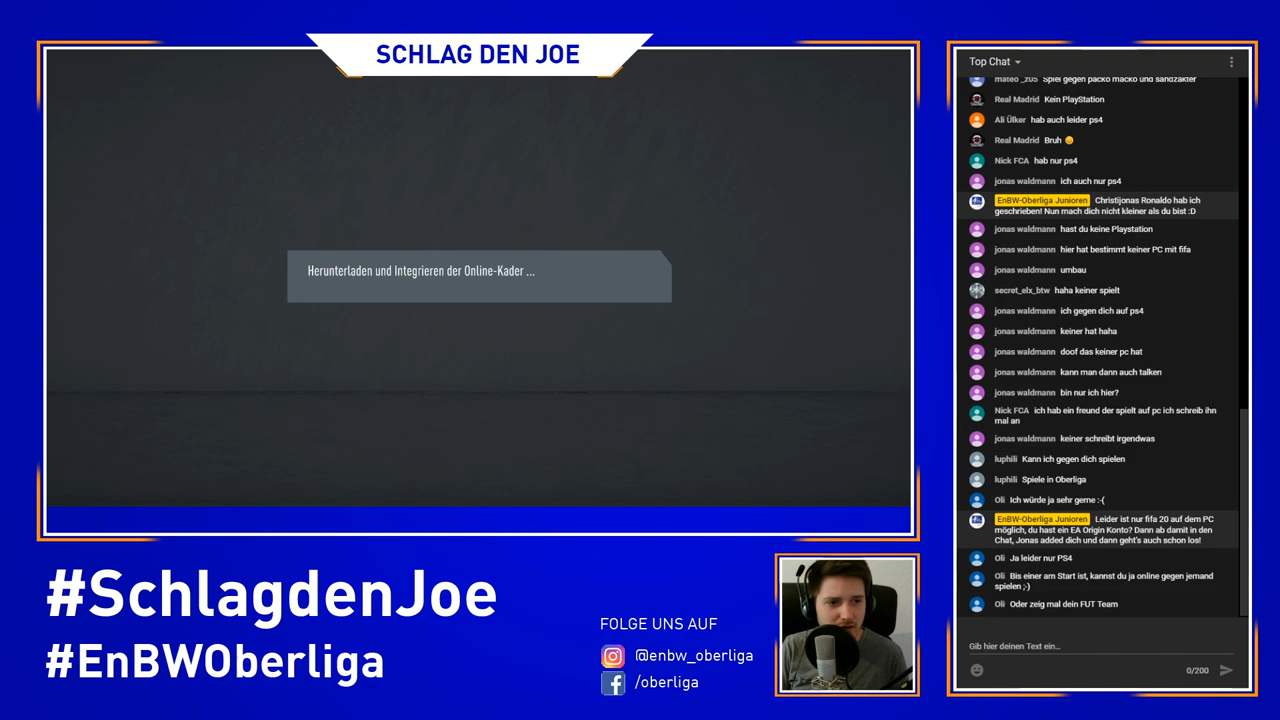 SCHLAG DEN JOE
Herunterladen und Integrieren der Online-Kader ...
#SchlagdenJoe
#EnBWOberliga
FOLGE UNS AUF
@enbw_oberliga
/oberliga
Top Chat
mateo _z05 Spiel gegen packo macko und sandzakter
Real Madrid Kein PlayStation
Ali Ülker hab auch leider ps4
Real Madrid Bruh 😑
Nick FCA hab nur ps4
jonas waldmann ich auch nur ps4
EnBW-Oberliga Junioren Christijonas Ronaldo hab ich
geschrieben! Nun mach dich nicht kleiner als du bist :D
jonas waldmann hast du keine Playstation
jonas waldmann hier hat bestimmt keiner PC mit fifa
jonas waldmann umbau
secret_elx_btw haha keiner spielt
jonas waldmann ich gegen dich auf ps4
jonas waldmann keiner hat haha
jonas waldmann doof das keiner pc hat
jonas waldmann kann man dann auch talken
jonas waldmann bin nur ich hier?
Nick FCA ich hab ein freund der spielt auf pc ich schreib ihn
mal an
jonas waldmann keiner schreibt irgendwas
luphili Kann ich gegen dich spielen
luphili Spiele in Oberliga
Oli Ich würde ja sehr gerne :-(
EnBW-Oberliga Junioren Leider ist nur fifa 20 auf dem PC
möglich, du hast ein EA Origin Konto? Dann ab damit in den
Chat, Jonas added dich und dann geht's auch schon los!
Oli Ja leider nur PS4
Oli Bis einer am Start ist, kannst du ja online gegen jemand
spielen ;-)
Oli Oder zeig mal dein FUT Team
Gib hier deinen Text ein...
0/200